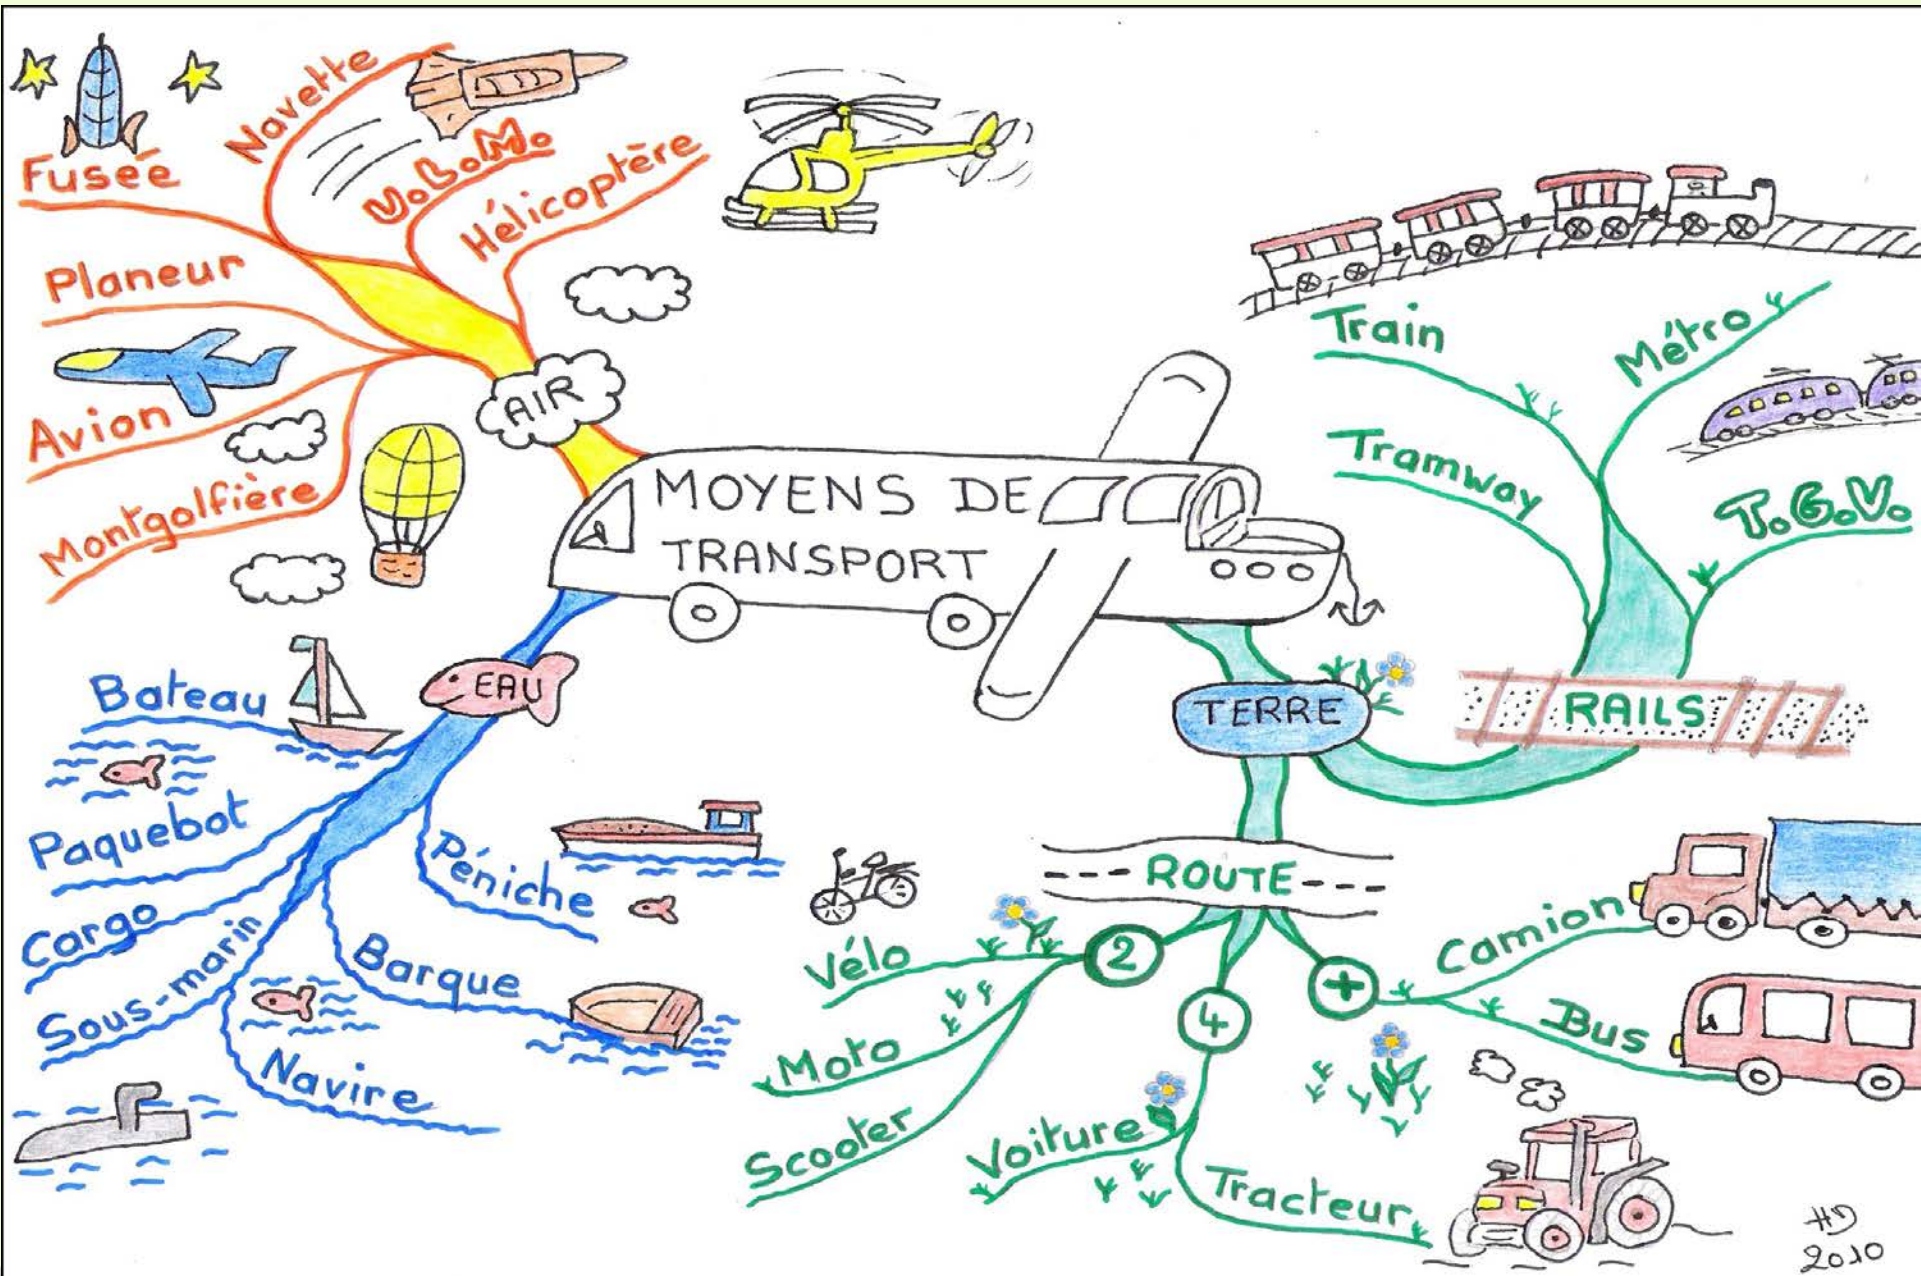 MOYENS DE
TRANSPORT
AIR
Fuseé
Navette
U.L.M.
Hélicoptère
Planeur
Avion
Montgolfière
EAU
Bateau
Paquebot
Cargo
Sous-marin
Navire
Barque
Péniche
TERRE
RAILS
Train
Métro
Tramway
T.G.V.
ROUTE
2
Vélo
Moto
Scooter
4
Voiture
Tracteur
+
Camion
Bus
HD
2010